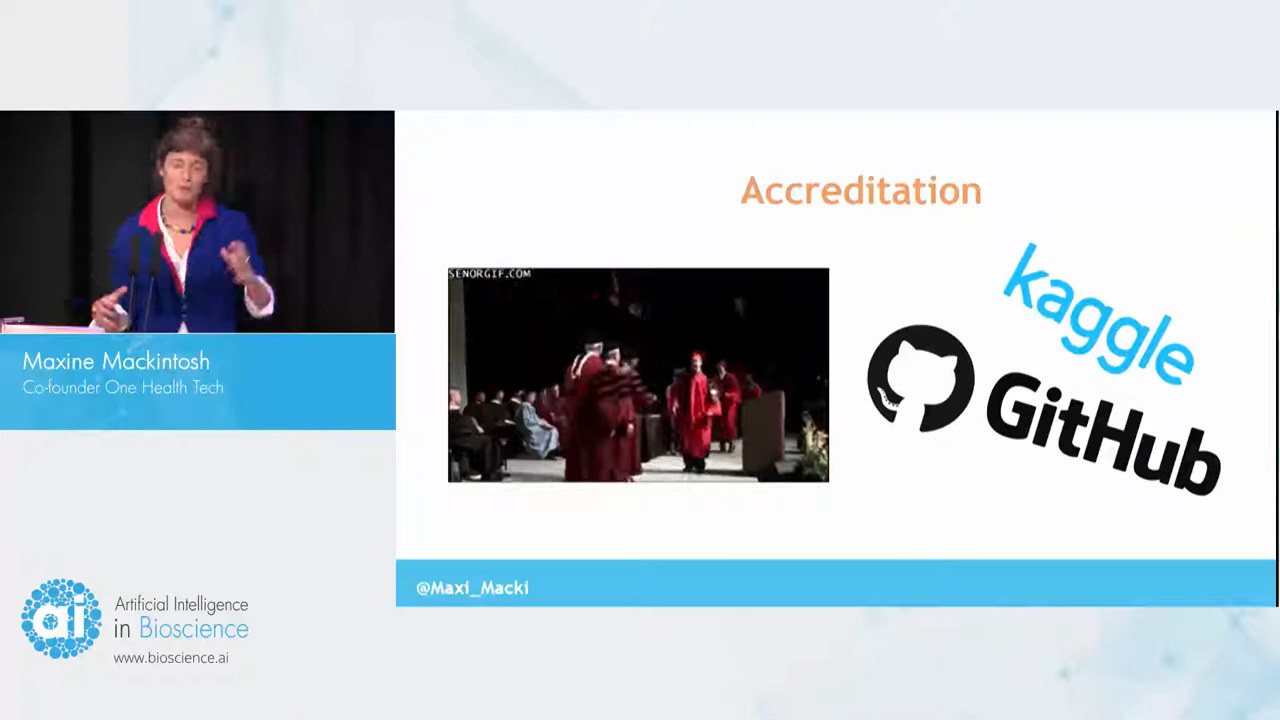 Accreditation
SENORGIF.COM
kaggle
GitHub
Maxine Mackintosh
Co-founder One Health Tech
@Maxi_Macki
ai
Artificial Intelligence
in Bioscience
www.bioscience.ai